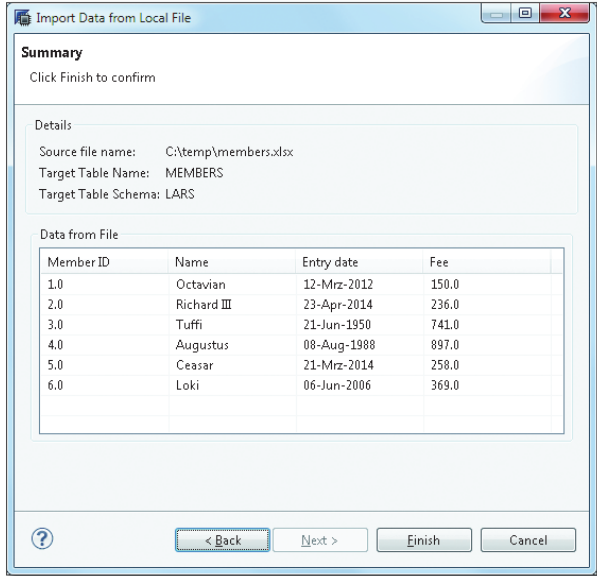 Import Data from Local File
Summary
Click Finish to confirm
Details
Source file name: C:\temp\members.xlsx
Target Table Name: MEMBERS
Target Table Schema: LARS
Data from File
Member ID Name Entry date Fee
1.0 Octavian 12-Mrz-2012 150.0
2.0 Richard III 23-Apr-2014 236.0
3.0 Tuffi 21-Jun-1950 741.0
4.0 Augustus 08-Aug-1988 897.0
5.0 Ceasar 21-Mrz-2014 258.0
6.0 Loki 06-Jun-2006 369.0
? < Back Next > Finish Cancel